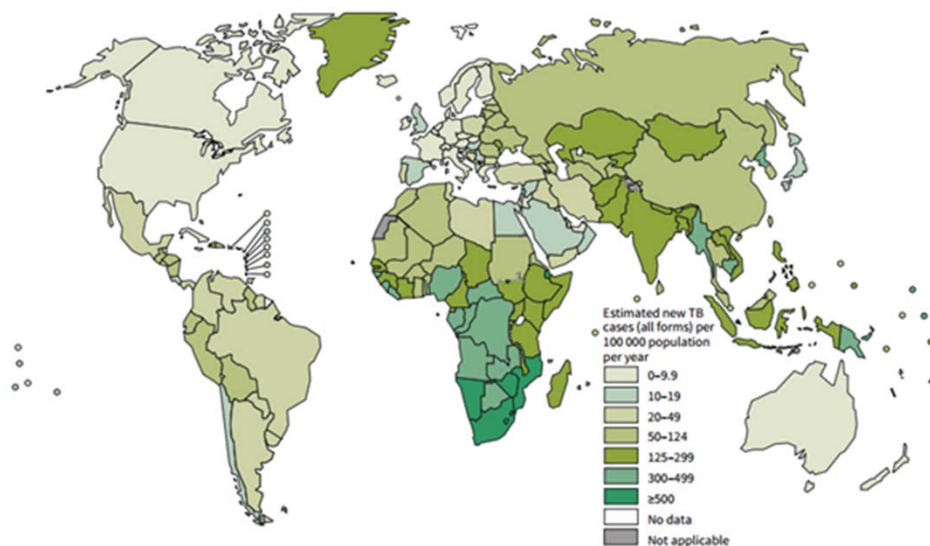 Estimated new TB
cases (all forms) per
100 000 population
per year
0–9.9
10–19
20–49
50–124
125–299
300–499
≥500
No data
Not applicable